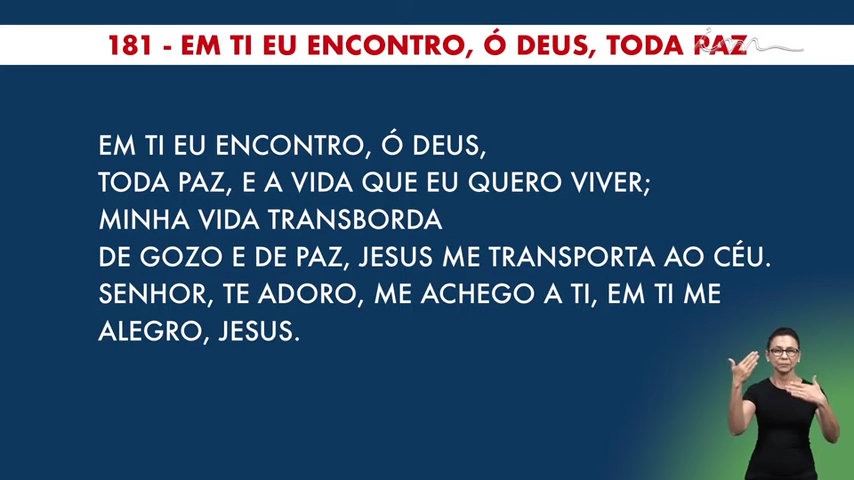 181 - EM TI EU ENCONTRO, Ó DEUS, TODA PAZ
EM TI EU ENCONTRO, Ó DEUS,
TODA PAZ, E A VIDA QUE EU QUERO VIVER;
MINHA VIDA TRANSBORDA
DE GOZO E DE PAZ, JESUS ME TRANSPORTA AO CÉU.
SENHOR, TE ADORO, ME ACHEGO A TI, EM TI ME
ALEGRO, JESUS.